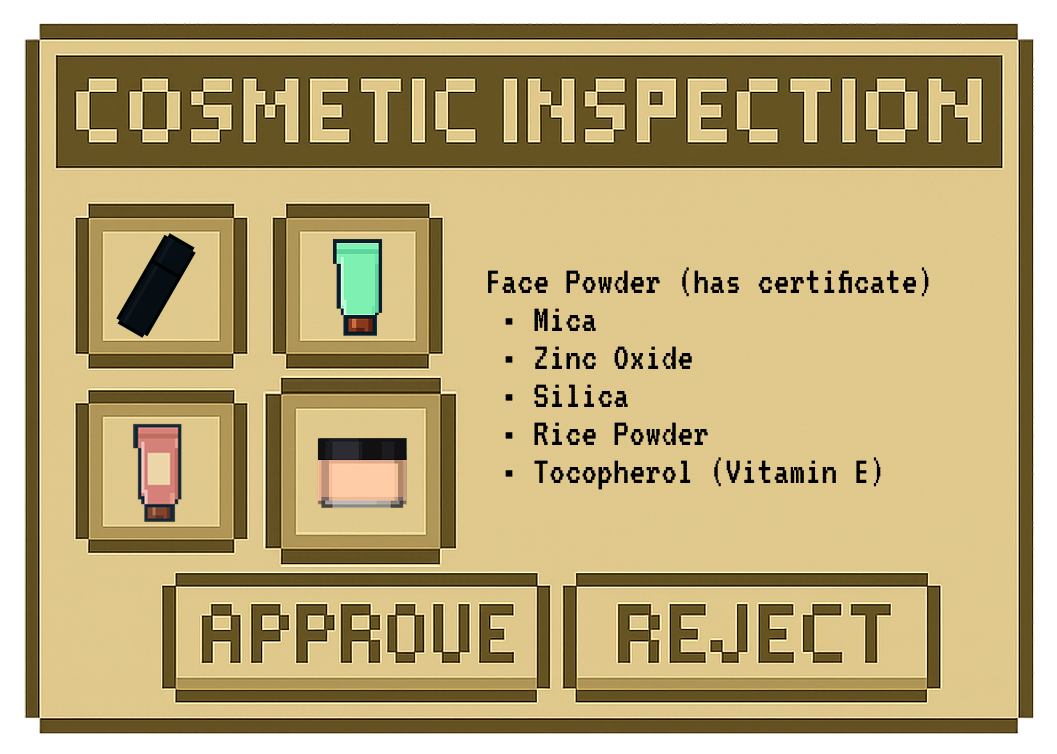 COSMETIC INSPECTION
Face Powder (has certificate)
▪ Mica
▪ Zinc Oxide
▪ Silica
▪ Rice Powder
▪ Tocopherol (Vitamin E)
APPROVE
REJECT